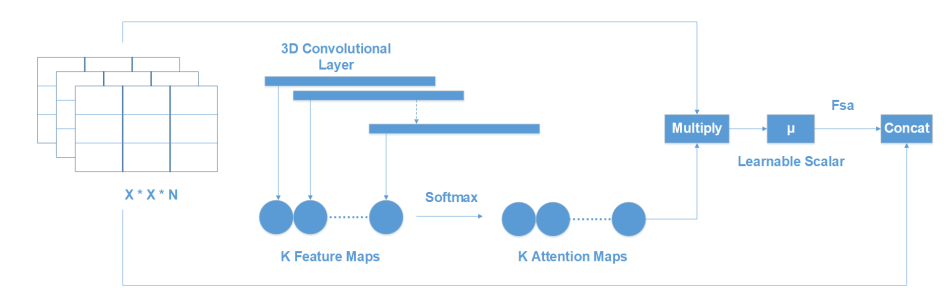 3D Convolutional
Layer
Fsa
Multiply
μ
Concat
Learnable Scalar
X * X * N
Softmax
K Feature Maps
K Attention Maps